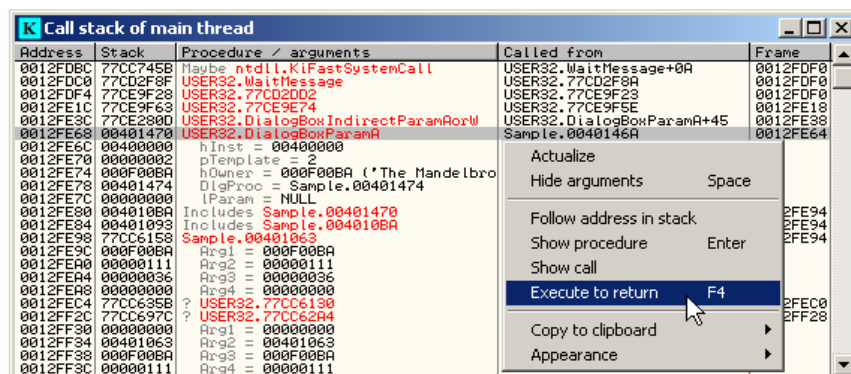 K Call stack of main thread
Address Stack Procedure / arguments Called from Frame
0012FDBC 77CC745B Maybe ntdll.KiFastSystemCall USER32.WaitMessage+0A 0012FDF0
0012FDC0 77CD2F8F USER32.WaitMessage USER32.77CD2F8A 0012FDF0
0012FDF4 77CE9F28 USER32.77CD2DD2 USER32.77CE9F23 0012FDF0
0012FE1C 77CE9F63 USER32.77CE9E74 USER32.77CE9F5E 0012FE18
0012FE3C 77CE280D USER32.DialogBoxIndirectParamAorW USER32.DialogBoxParamA+45 0012FE38
0012FE68 00401470 USER32.DialogBoxParamA Sample.0040146A 0012FE64
0012FE6C 00400000 hInst = 00400000
0012FE70 00000002 pTemplate = 2
0012FE74 000F00BA hOwner = 000F00BA ('The Mandelbro
0012FE78 00401474 DlgProc = Sample.00401474
0012FE7C 00000000 lParam = NULL
0012FE80 004010BA Includes Sample.00401470 2FE94
0012FE84 00401093 Includes Sample.004010BA 2FE94
0012FE98 77CC6158 Sample.00401063 2FE94
0012FE9C 000F00BA Arg1 = 000F00BA
0012FEA0 00000111 Arg2 = 00000111
0012FEA4 00000036 Arg3 = 00000036
0012FEA8 00000000 Arg4 = 00000000
0012FEC4 77CC635B ? USER32.77CC6130 2FEC0
0012FF2C 77CC697C ? USER32.77CC62A4 2FF28
0012FF30 00000000 Arg1 = 00000000
0012FF34 00401063 Arg2 = 00401063
0012FF38 000F00BA Arg3 = 000F00BA
0012FF3C 00000111 Arg4 = 00000111
Actualize
Hide arguments Space
Follow address in stack
Show procedure Enter
Show call
Execute to return F4
Copy to clipboard
Appearance